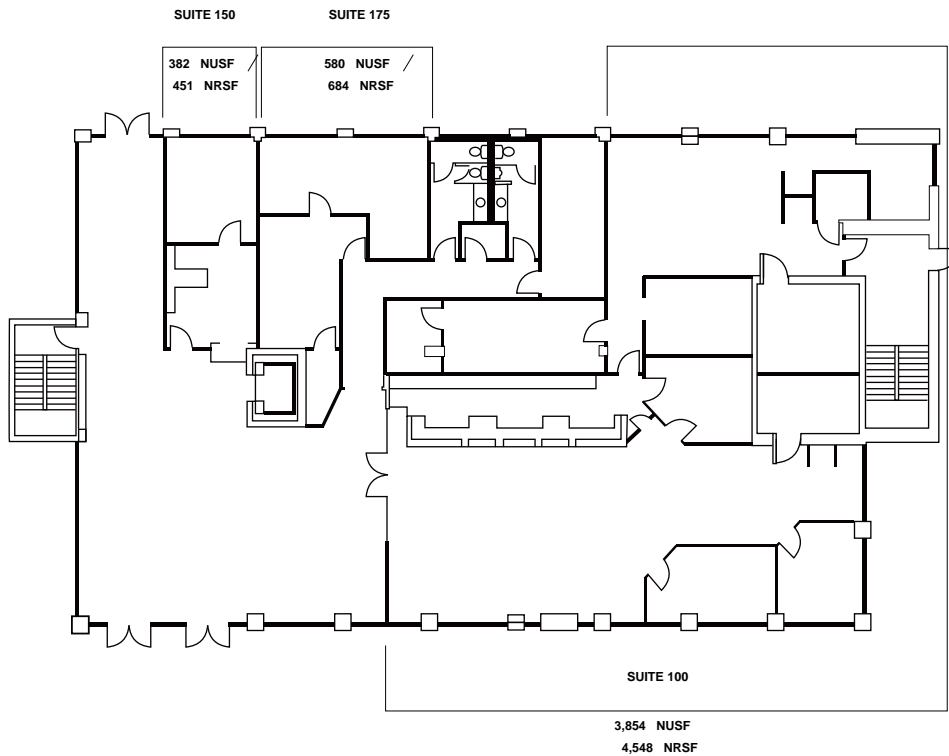 SUITE 150
SUITE 175
382 NUSF /
451 NRSF
580 NUSF /
684 NRSF
SUITE 100
3,854 NUSF
4,548 NRSF